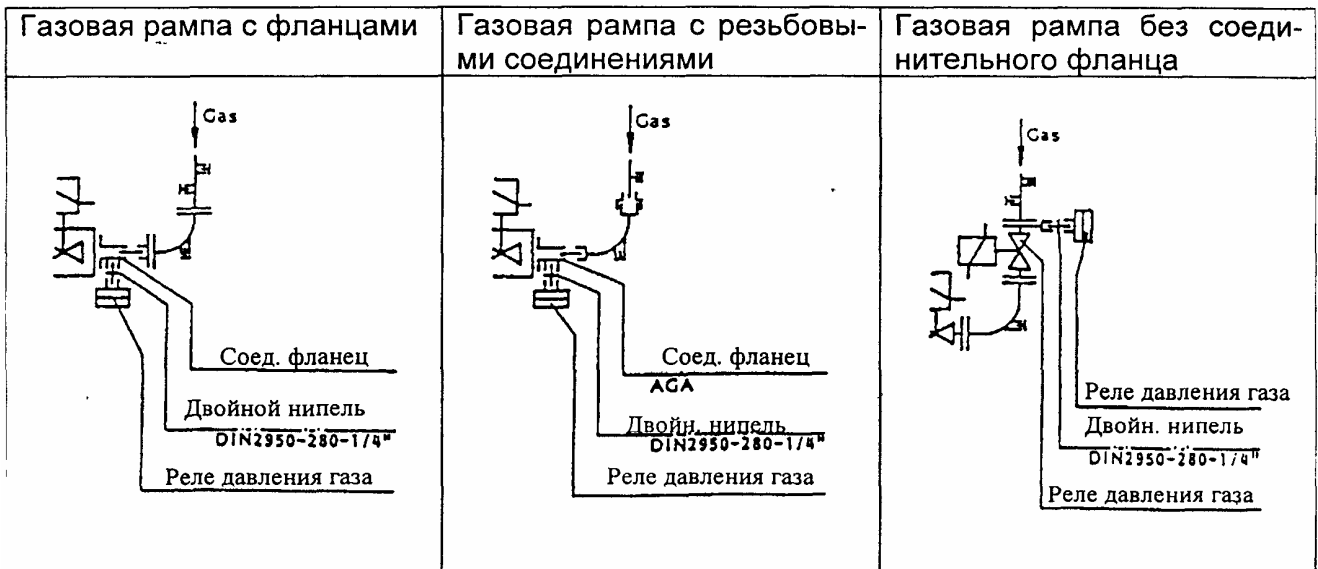 Газовая рампа с фланцами
Gas
Соед. фланец
Двойной нипель
DIN2950-280-1/4"
Реле давления газа
Газовая рампа с резьбовы-
ми соединениями
Gas
Соед. фланец
AGA
Двойн. нипель
DIN2950-280-1/4"
Реле давления газа
Газовая рампа без соеди-
нительного фланца
Gas
Реле давления газа
Двойн. нипель
DIN2950-280-1/4"
Реле давления газа